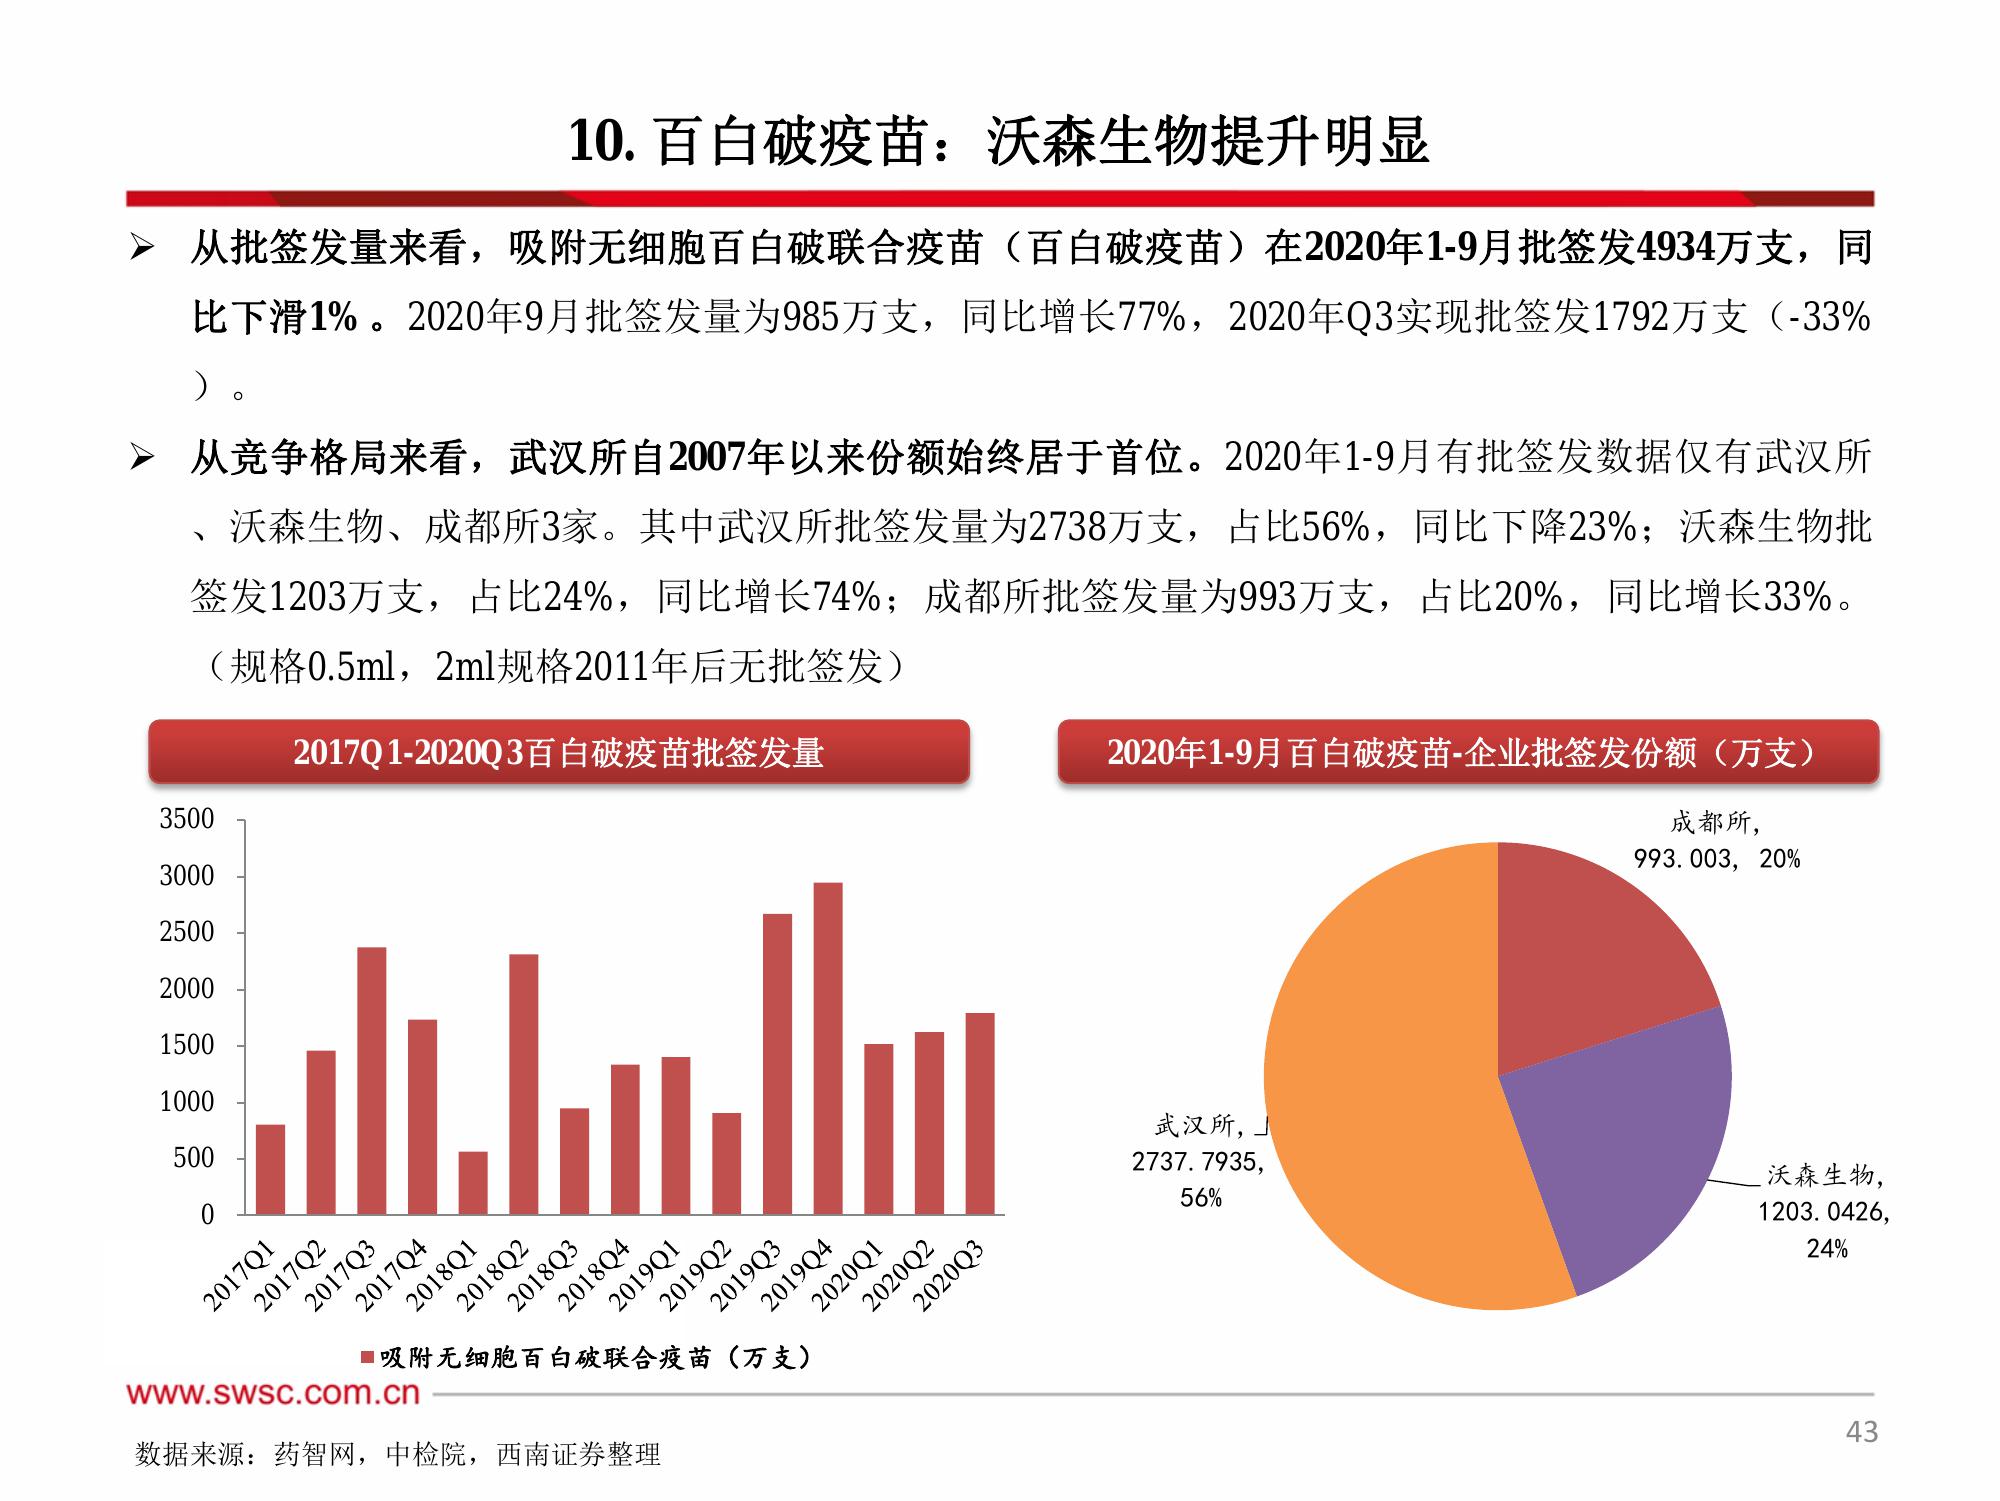 10. 百白破疫苗：沃森生物提升明显
➢ 从批签发量来看，吸附无细胞百白破联合疫苗（百白破疫苗）在2020年1-9月批签发4934万支，同
比下滑1% 。2020年9月批签发量为985万支，同比增长77%，2020年Q3实现批签发1792万支（-33%
）。
➢ 从竞争格局来看，武汉所自2007年以来份额始终居于首位。2020年1-9月有批签发数据仅有武汉所
、沃森生物、成都所3家。其中武汉所批签发量为2738万支，占比56%，同比下降23%；沃森生物批
签发1203万支，占比24%，同比增长74%；成都所批签发量为993万支，占比20%，同比增长33%。
（规格0.5ml，2ml规格2011年后无批签发）
2017Q1-2020Q3百白破疫苗批签发量
3500
3000
2500
2000
1500
1000
500
0
2017Q1
2017Q2
2017Q3
2017Q4
2018Q1
2018Q2
2018Q3
2018Q4
2019Q1
2019Q2
2019Q3
2019Q4
2020Q1
2020Q2
2020Q3
吸附无细胞百白破联合疫苗（万支）
2020年1-9月百白破疫苗-企业批签发份额（万支）
成都所,
993.003, 20%
武汉所,
2737.7935,
56%
沃森生物,
1203.0426,
24%
www.swsc.com.cn
43
数据来源：药智网，中检院，西南证券整理